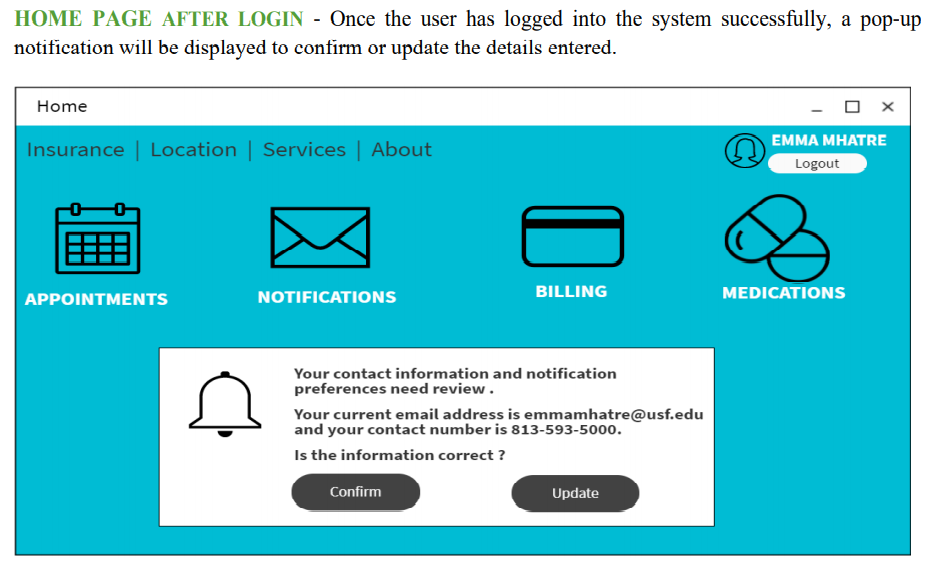 HOME PAGE AFTER LOGIN - Once the user has logged into the system successfully, a pop-up
notification will be displayed to confirm or update the details entered.
Home
Insurance | Location | Services | About
EMMA MHATRE
Logout
APPOINTMENTS
NOTIFICATIONS
BILLING
MEDICATIONS
Your contact information and notification
preferences need review .
Your current email address is emmamhatre@usf.edu
and your contact number is 813-593-5000.
Is the information correct ?
Confirm
Update